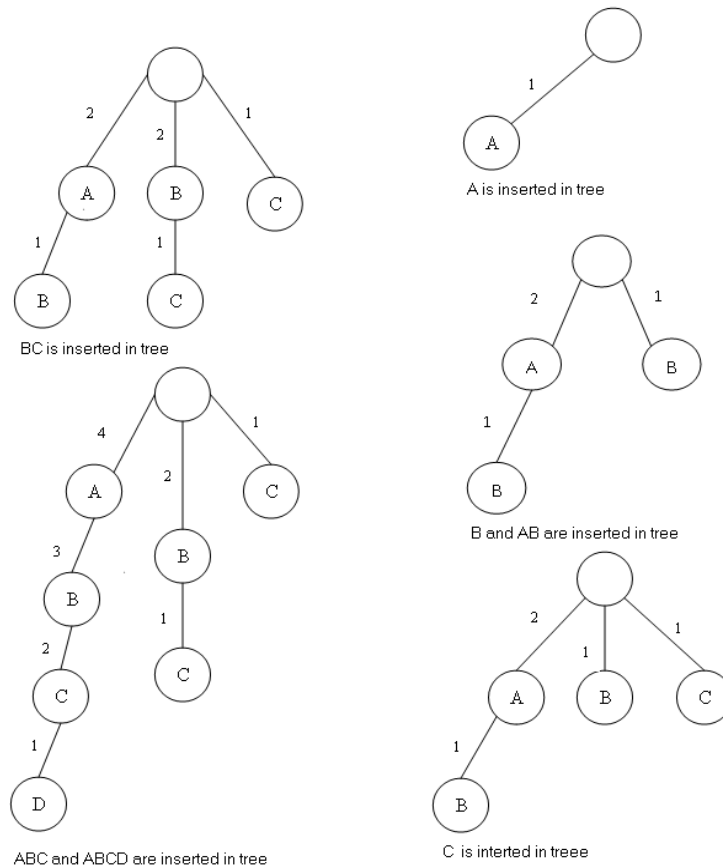 2
2
1
A
B
C
1
1
B
C
BC is inserted in tree
1
A
A is inserted in tree
2
1
A
B
1
B
B and AB are inserted in tree
4
2
1
A
C
3
B
B
2
1
C
C
1
D
ABC and ABCD are inserted in tree
2
1
1
A
B
C
1
B
C is interted in treee